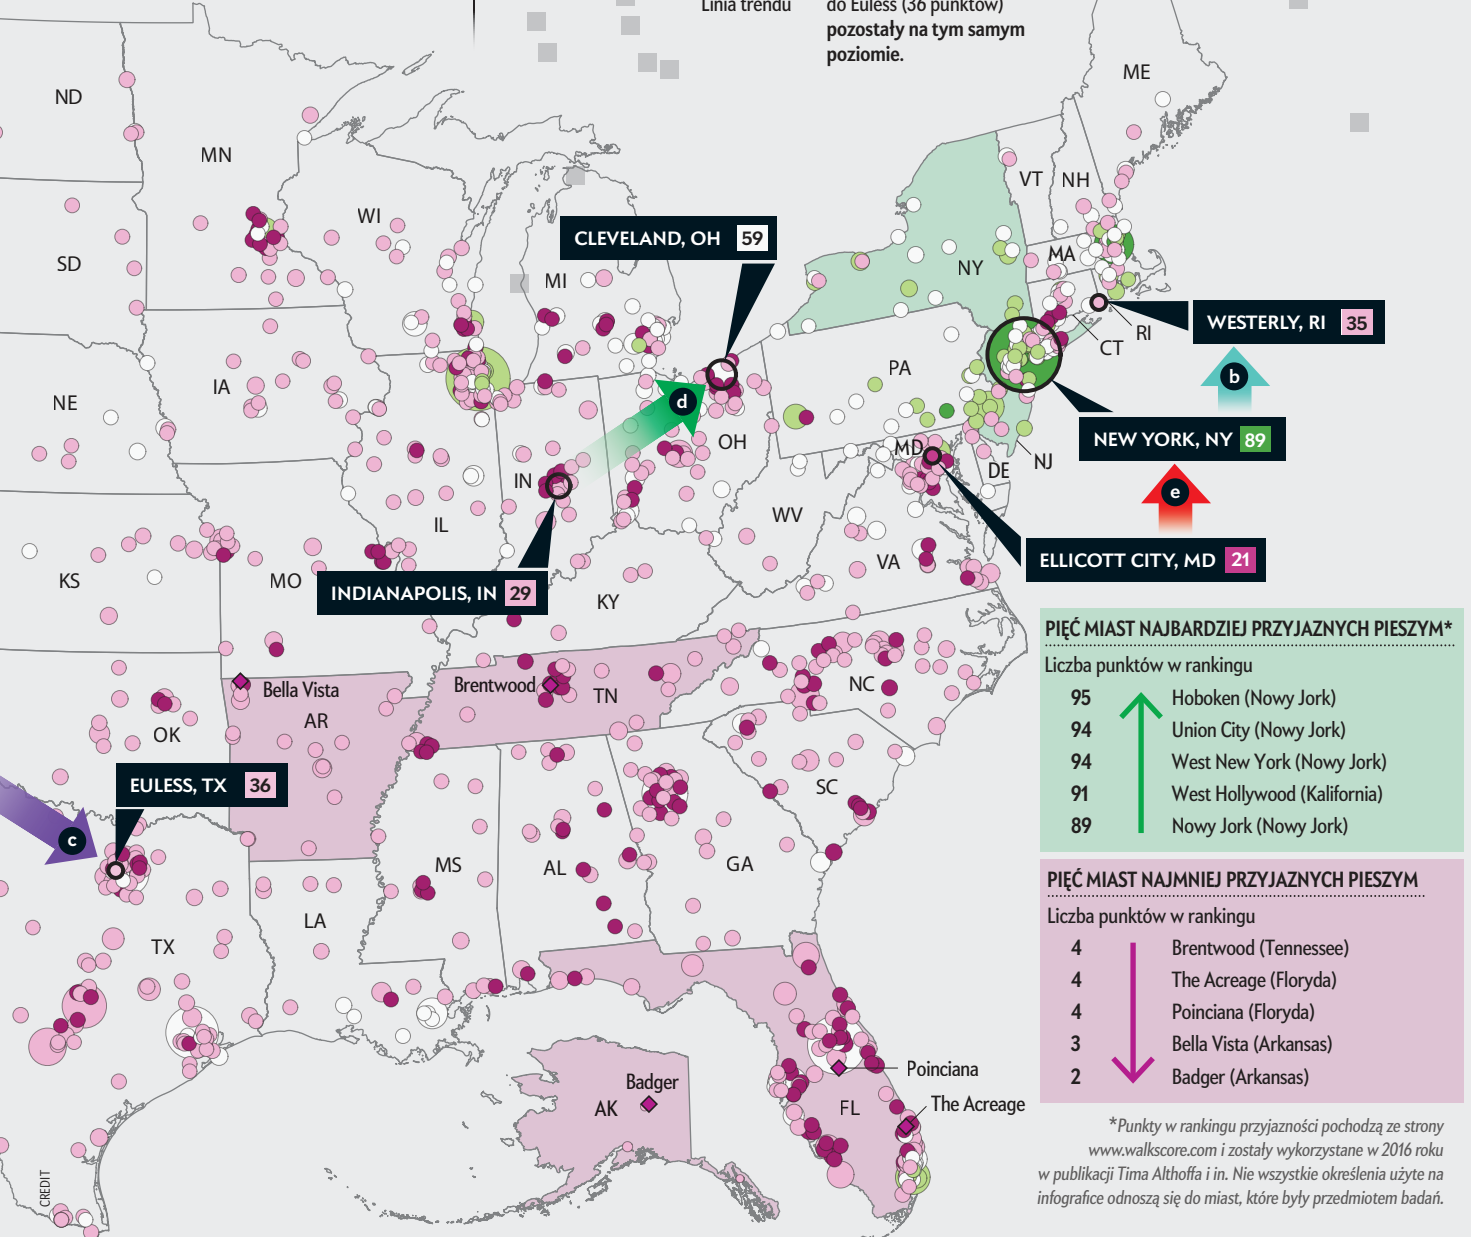 Linia trendu
do Euless (36 punktów)
pozostały na tym samym
poziomie.
ME
ND
MN
VT
NH
WI
CLEVELAND, OH 59
SD
MA
NY
MI
WESTERLY, RI 35
RI
CT
PA
b
IA
d
NE
NEW YORK, NY 89
OH
MD
NJ
DE
IN
e
WV
IL
ELLICOTT CITY, MD 21
VA
KS
MO
INDIANAPOLIS, IN 29
KY
PIĘĆ MIAST NAJBARDZIEJ PRZYJAZNYCH PIESZYM*
Liczba punktów w rankingu
95 Hoboken (Nowy Jork)
94 Union City (Nowy Jork)
94 West New York (Nowy Jork)
91 West Hollywood (Kalifornia)
89 Nowy Jork (Nowy Jork)
Brentwood
Bella Vista
TN
NC
AR
OK
EULESS, TX 36
SC
c
MS
AL
GA
LA
TX
PIĘĆ MIAST NAJMNIEJ PRZYJAZNYCH PIESZYM
Liczba punktów w rankingu
4 Brentwood (Tennessee)
4 The Acreage (Floryda)
4 Poinciana (Floryda)
3 Bella Vista (Arkansas)
2 Badger (Arkansas)
Poinciana
Badger
AK
FL
The Acreage
*Punkty w rankingu przyjazności pochodzą ze strony
www.walkscore.com i zostały wykorzystane w 2016 roku
w publikacji Tima Althoffa i in. Nie wszystkie określenia użyte na
infografice odnoszą się do miast, które były przedmiotem badań.
CREDIT